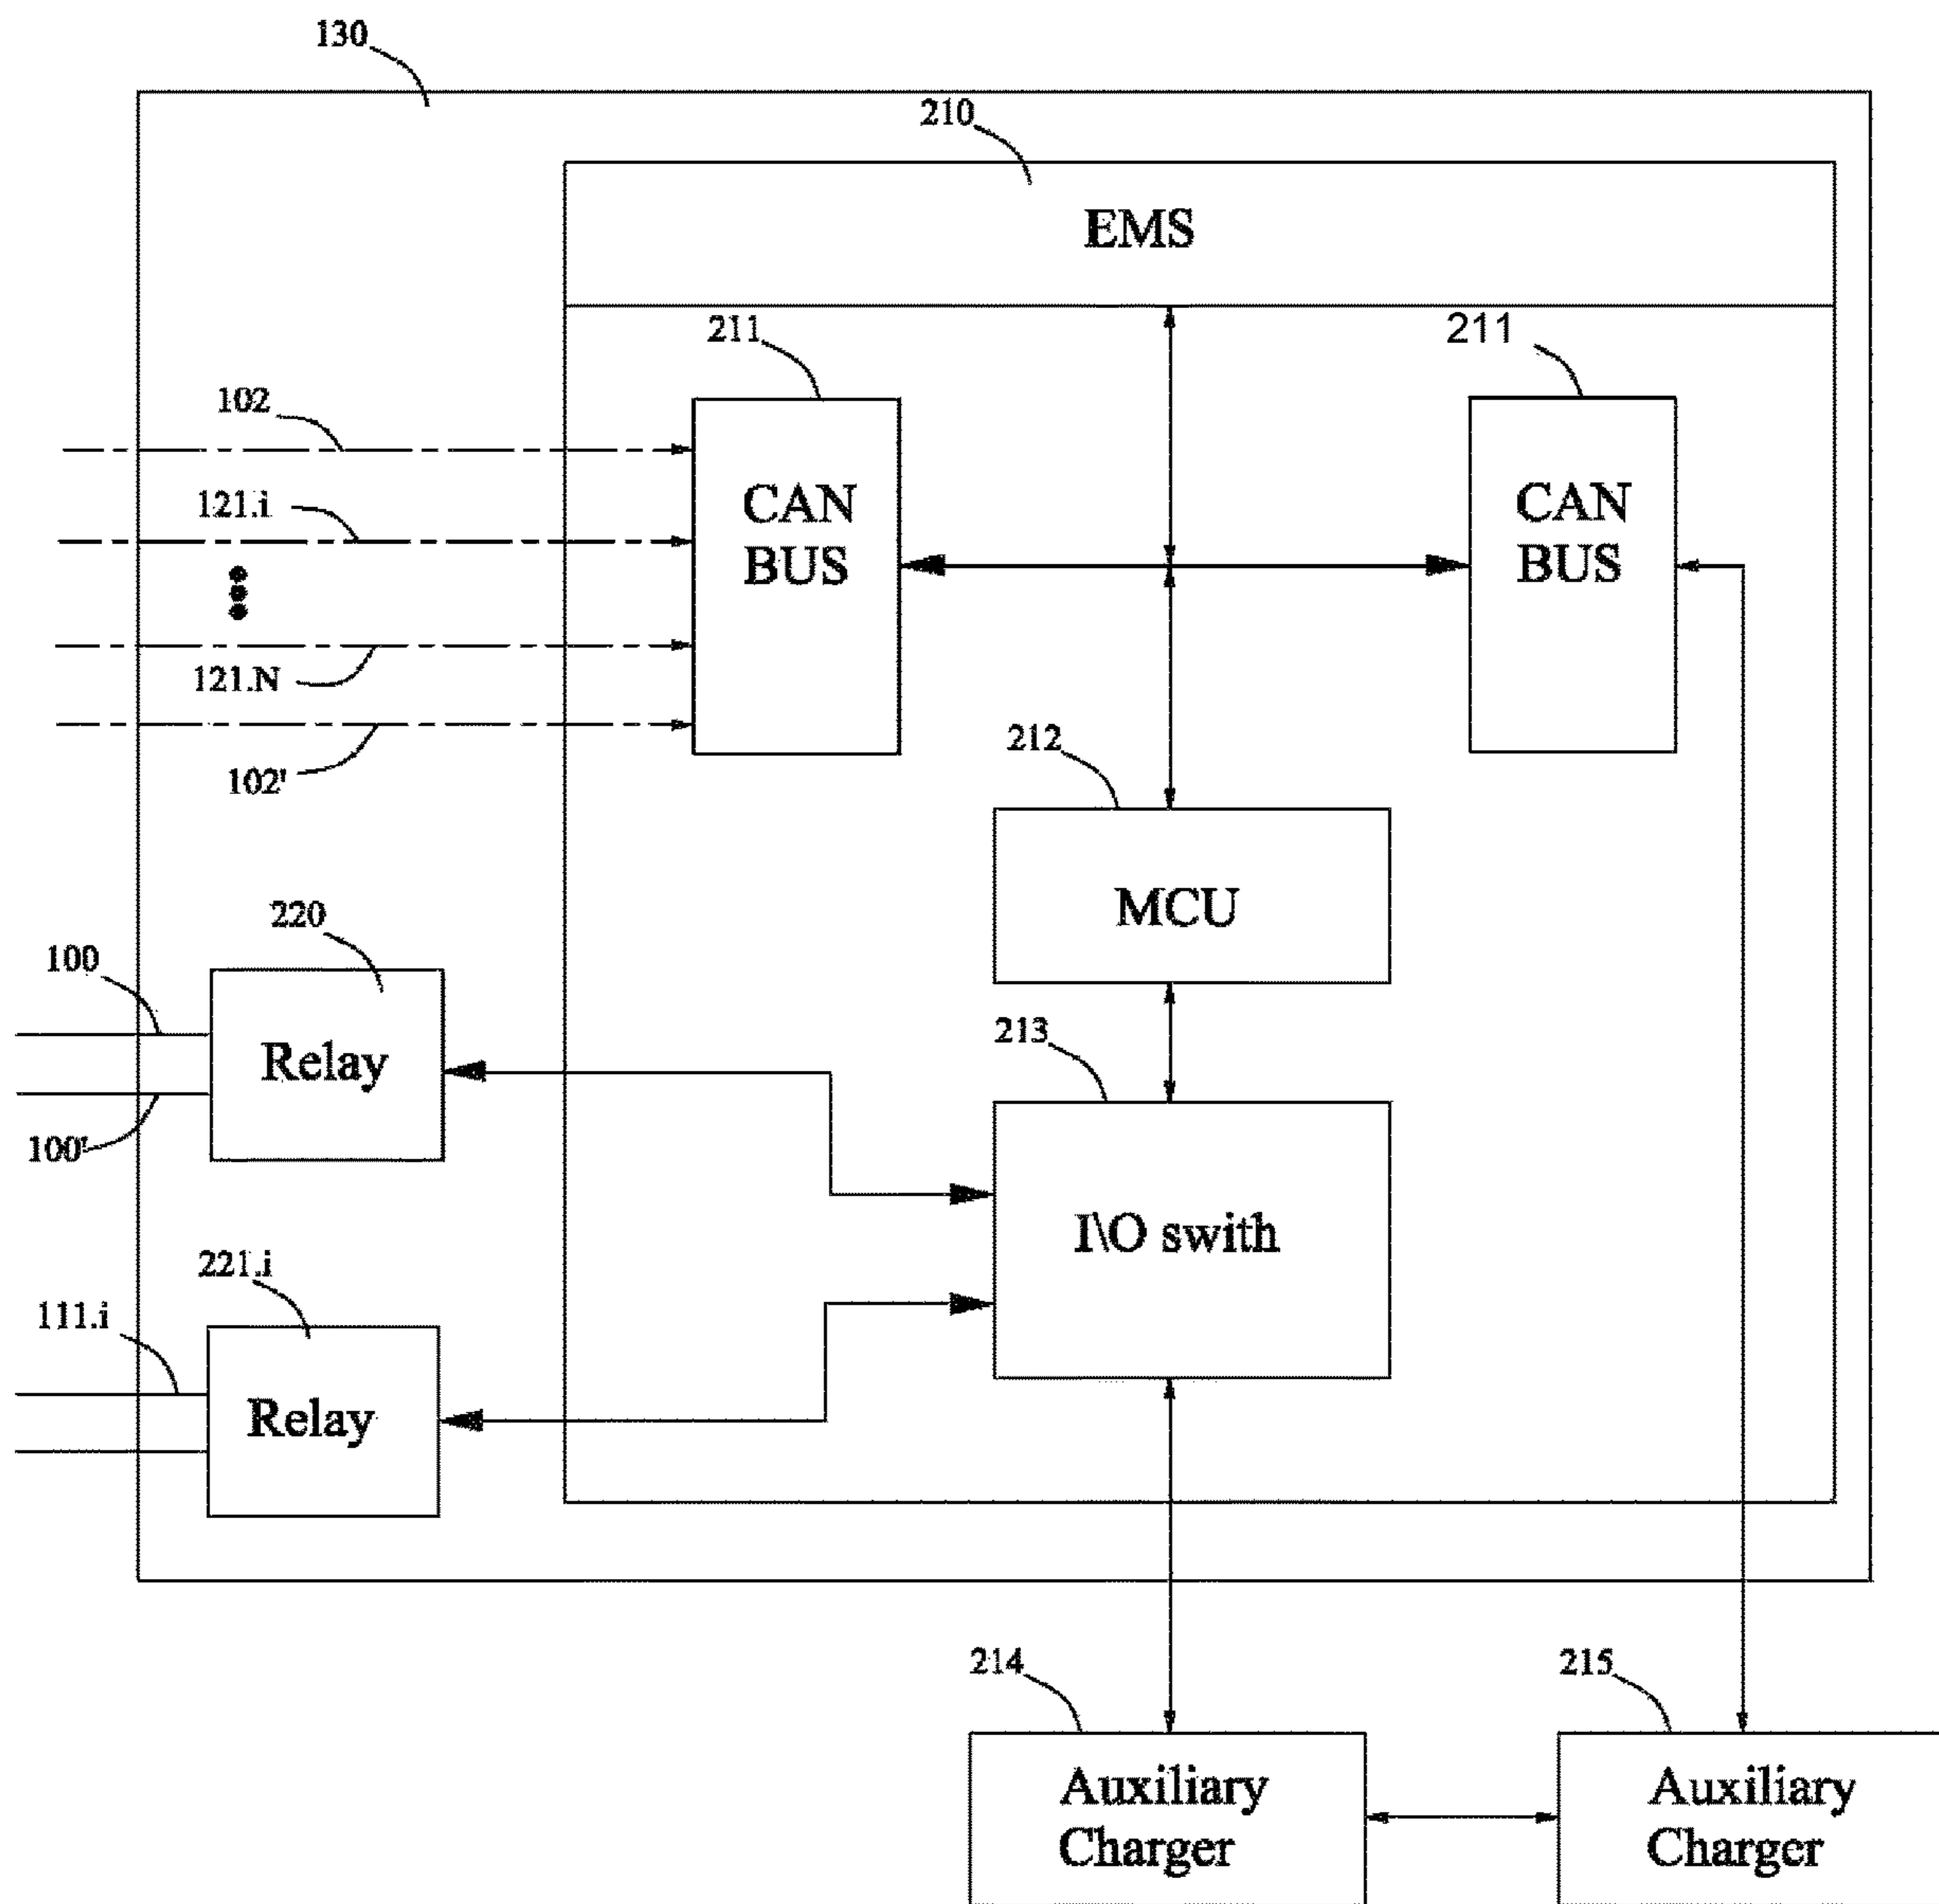 130
210
EMS
211
211
102
CAN
BUS
CAN
BUS
121.i
121.N
102'
212
MCU
220
100
Relay
100'
213
I\O swith
221.i
111.i
Relay
214
215
Auxiliary
Charger
Auxiliary
Charger